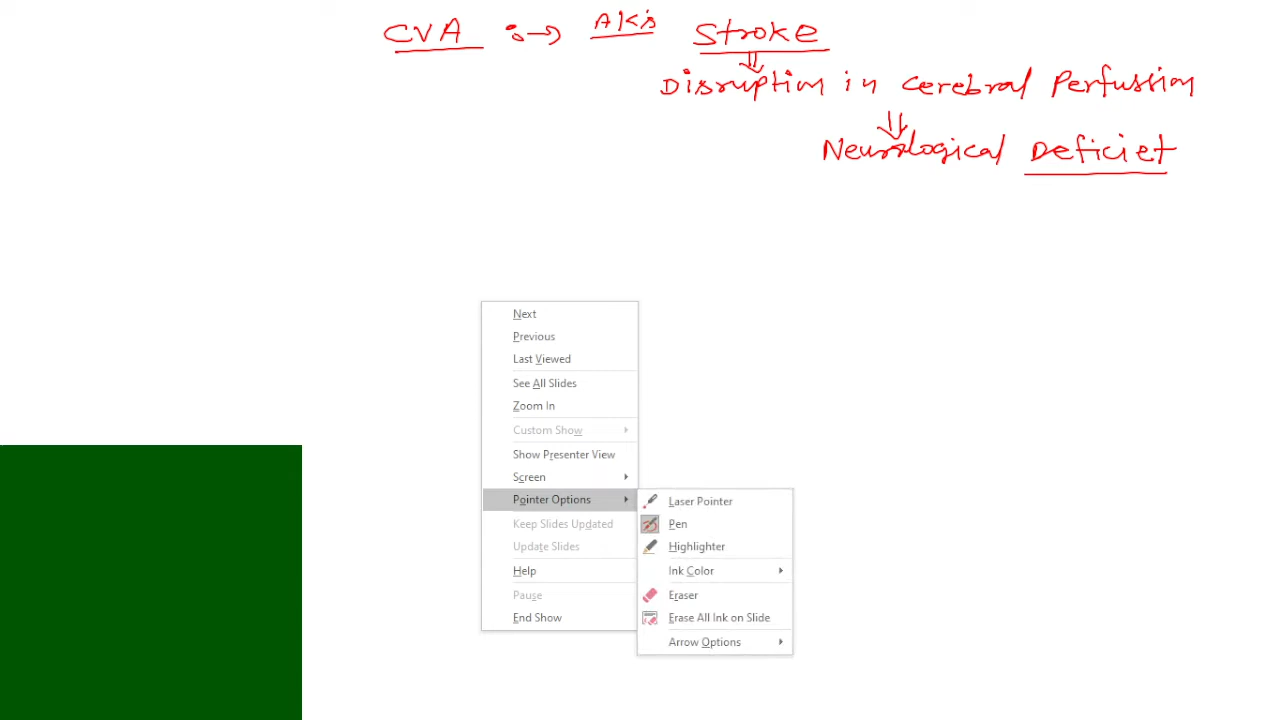 CVA :→ AKis Stroke
⇓
Disruption in Cerebral Perfussion
⇓
Neurological Deficiet
Next
Previous
Last Viewed
See All Slides
Zoom In
Custom Show
Show Presenter View
Screen
Pointer Options
Keep Slides Updated
Update Slides
Help
Pause
End Show
Laser Pointer
Pen
Highlighter
Ink Color
Eraser
Erase All Ink on Slide
Arrow Options